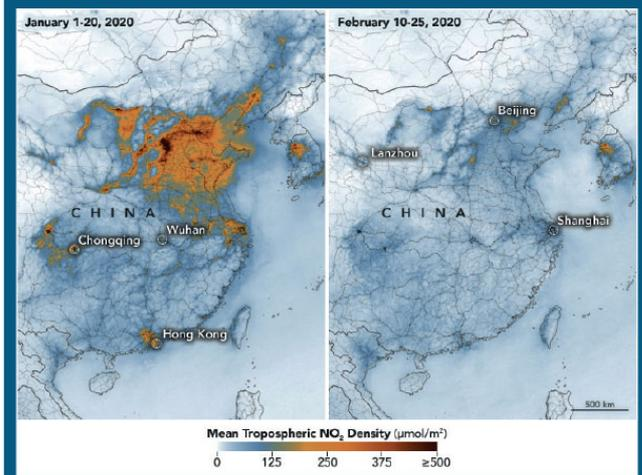 January 1-20, 2020
February 10-25, 2020
Beijing
Lanzhou
CHINA
CHINA
Shanghai
Chongqing
Wuhan
Hong Kong
500 km
Mean Tropospheric NO₂ Density (μmol/m²)
0 125 250 375 ≥500